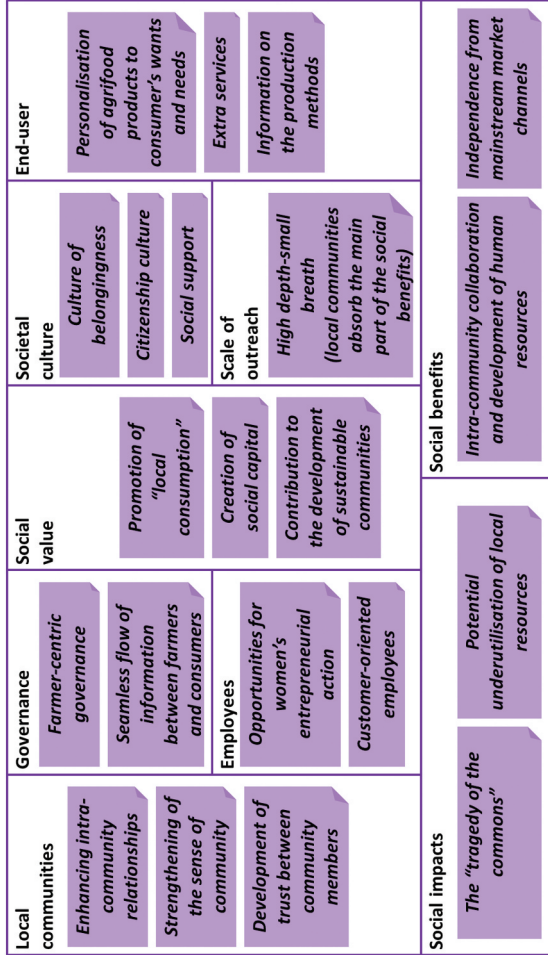 Local
communities
Enhancing intra-
community
relationships
Strengthening of
the sense of
community
Development of
trust between
community
members
Governance
Farmer-centric
governance
Seamless flow of
information
between farmers
and consumers
Employees
Opportunities for
women's
entrepreneurial
action
Customer-oriented
employees
Social
value
Promotion of
"local
consumption"
Creation of
social capital
Contribution to
the development
of sustainable
communities
Societal
culture
Culture of
belongingness
Citizenship culture
Social support
Scale of
outreach
High depth-small
breath
(local communities
absorb the main
part of the social
benefits)
End-user
Personalisation
of agrifood
products to
consumer's wants
and needs
Extra services
Information on
the production
methods
Social impacts
The "tragedy of the
commons"
Potential
underutilisation of local
resources
Social benefits
Intra-community collaboration
and development of human
resources
Independence from
mainstream market
channels